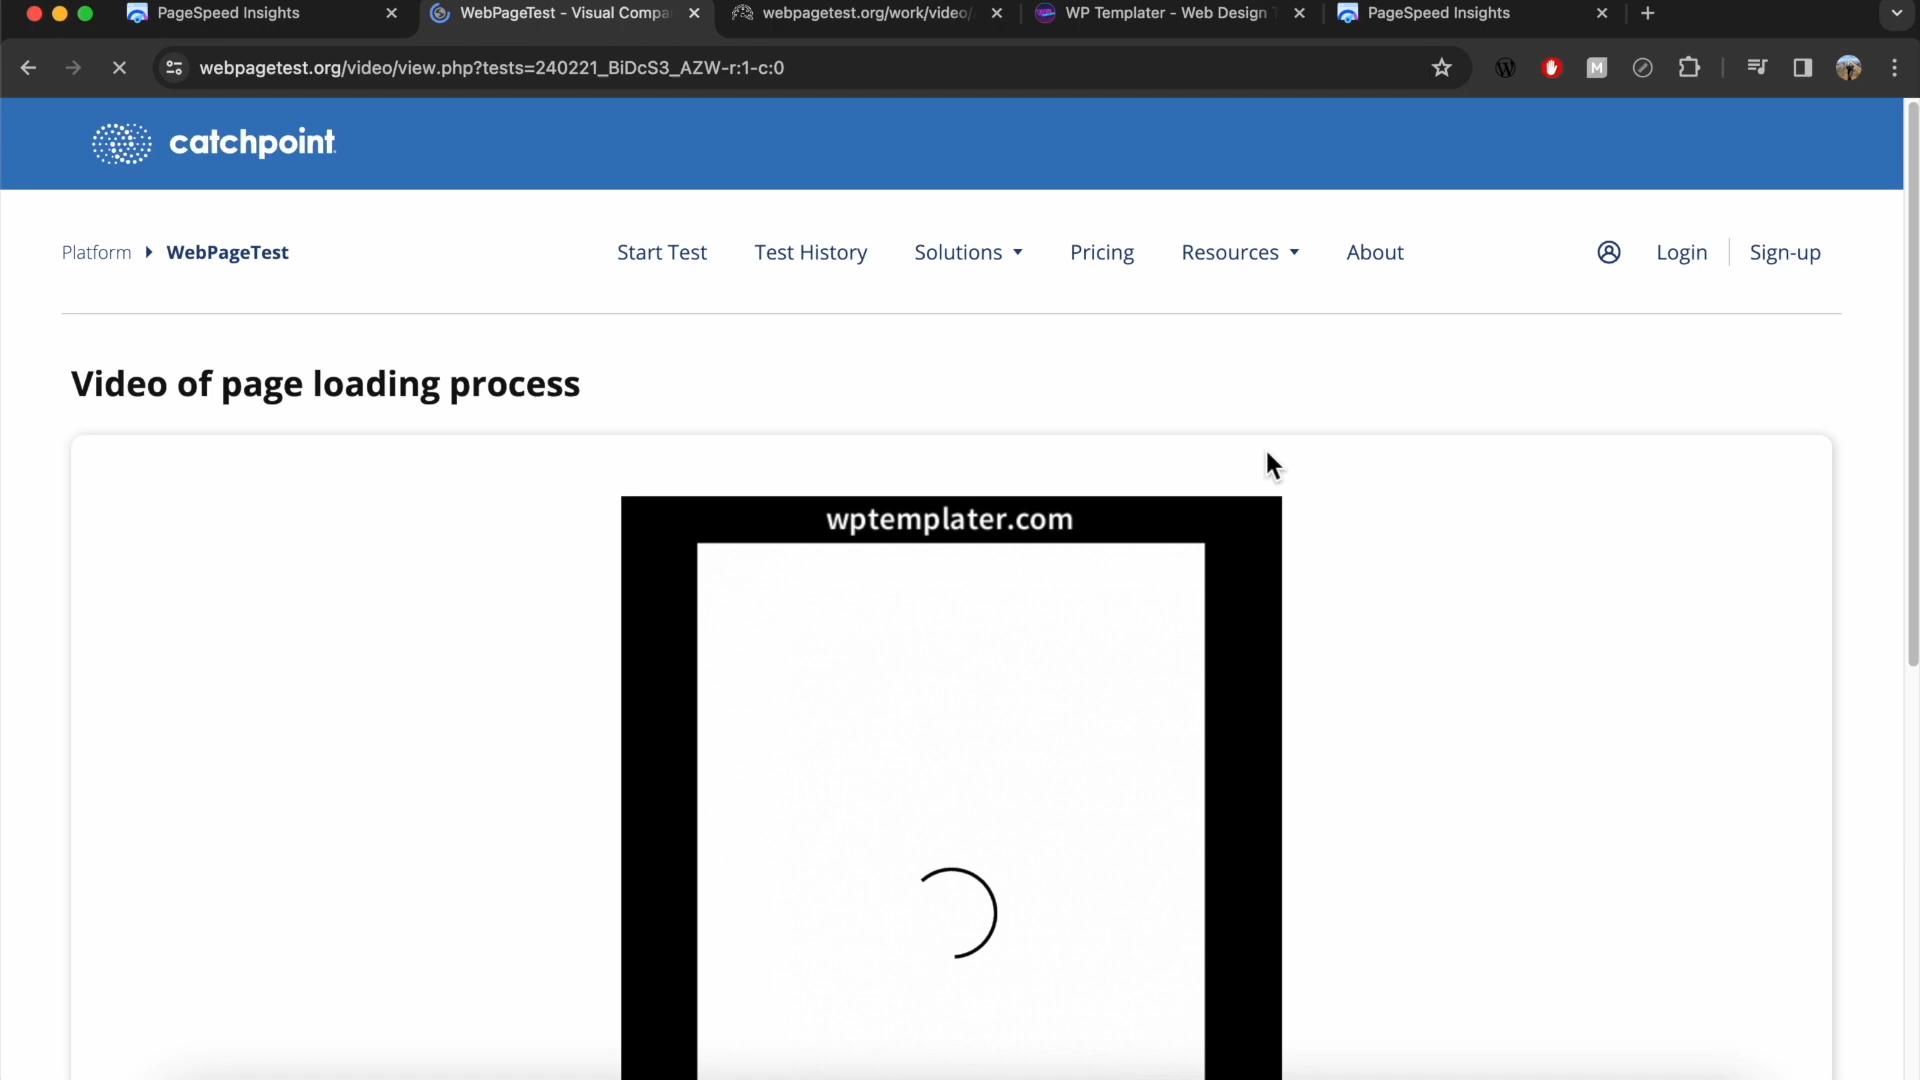 PageSpeed Insights
WebPageTest - Visual Compa
webpagetest.org/work/video/
WP Templater - Web Design T
PageSpeed Insights
webpagetest.org/video/view.php?tests=240221_BiDcS3_AZW-r:1-c:0
M
catchpoint.
Platform
WebPageTest
Start Test
Test History
Solutions
Pricing
Resources
About
Login
Sign-up
Video of page loading process
wptemplater.com